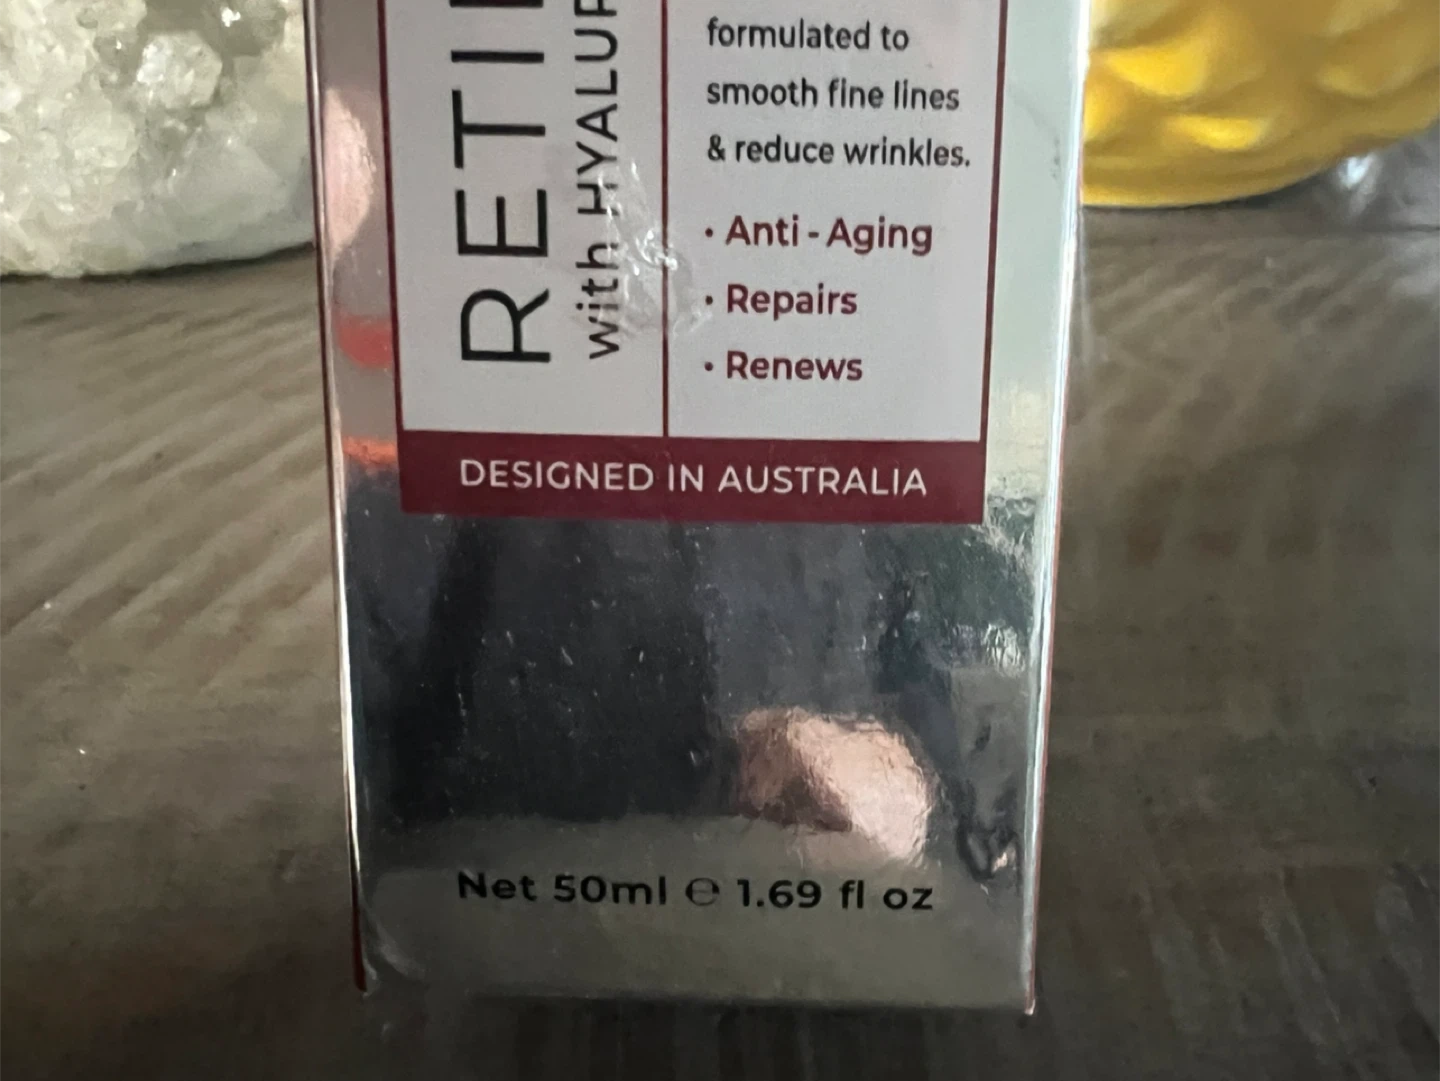 RETI
with HYALUR
formulated to
smooth fine lines
& reduce wrinkles.
• Anti - Aging
• Repairs
• Renews
DESIGNED IN AUSTRALIA
Net 50ml ℮ 1.69 fl oz